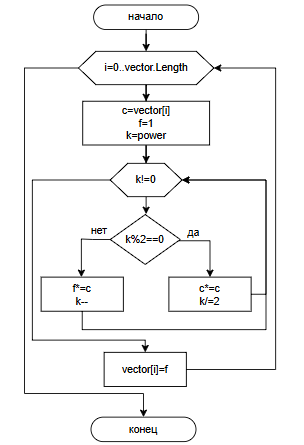 начало
i=0..vector.Length
c=vector[i]
f=1
k=power
k!=0
k%2==0
нет
да
f*=c
k--
c*=c
k/=2
vector[i]=f
конец